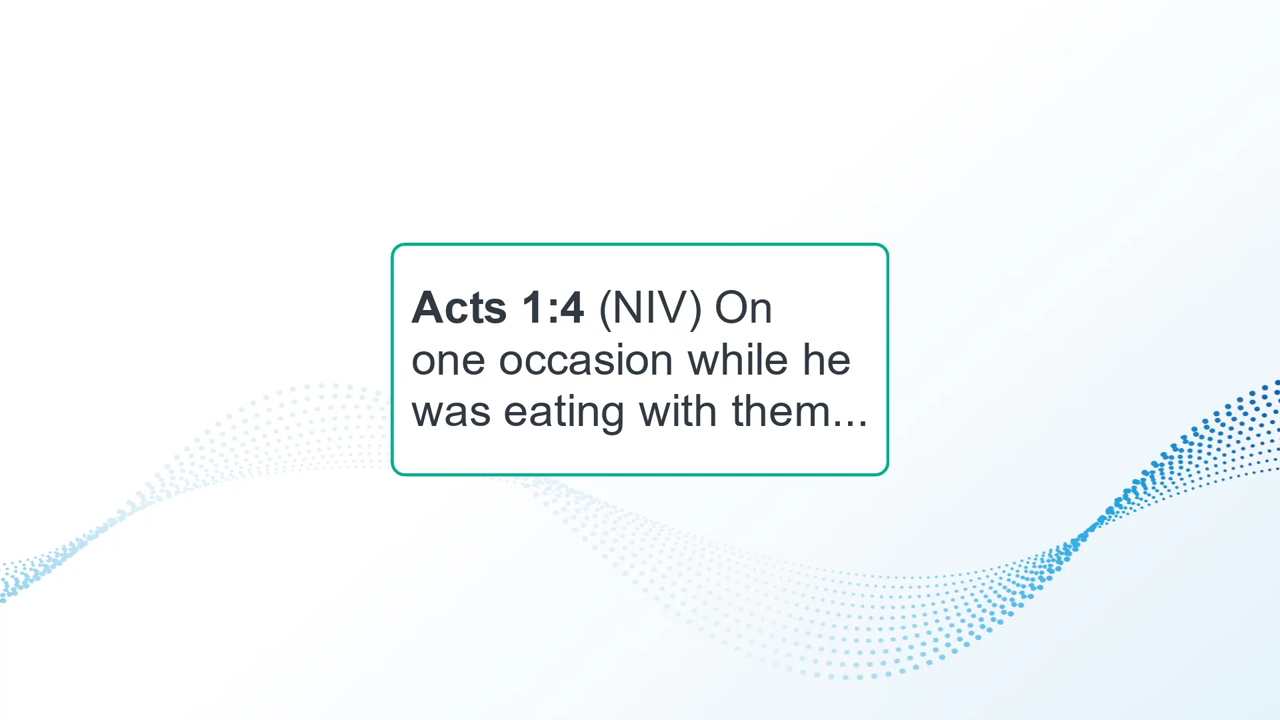 Acts 1:4 (NIV) On
one occasion while he
was eating with them...